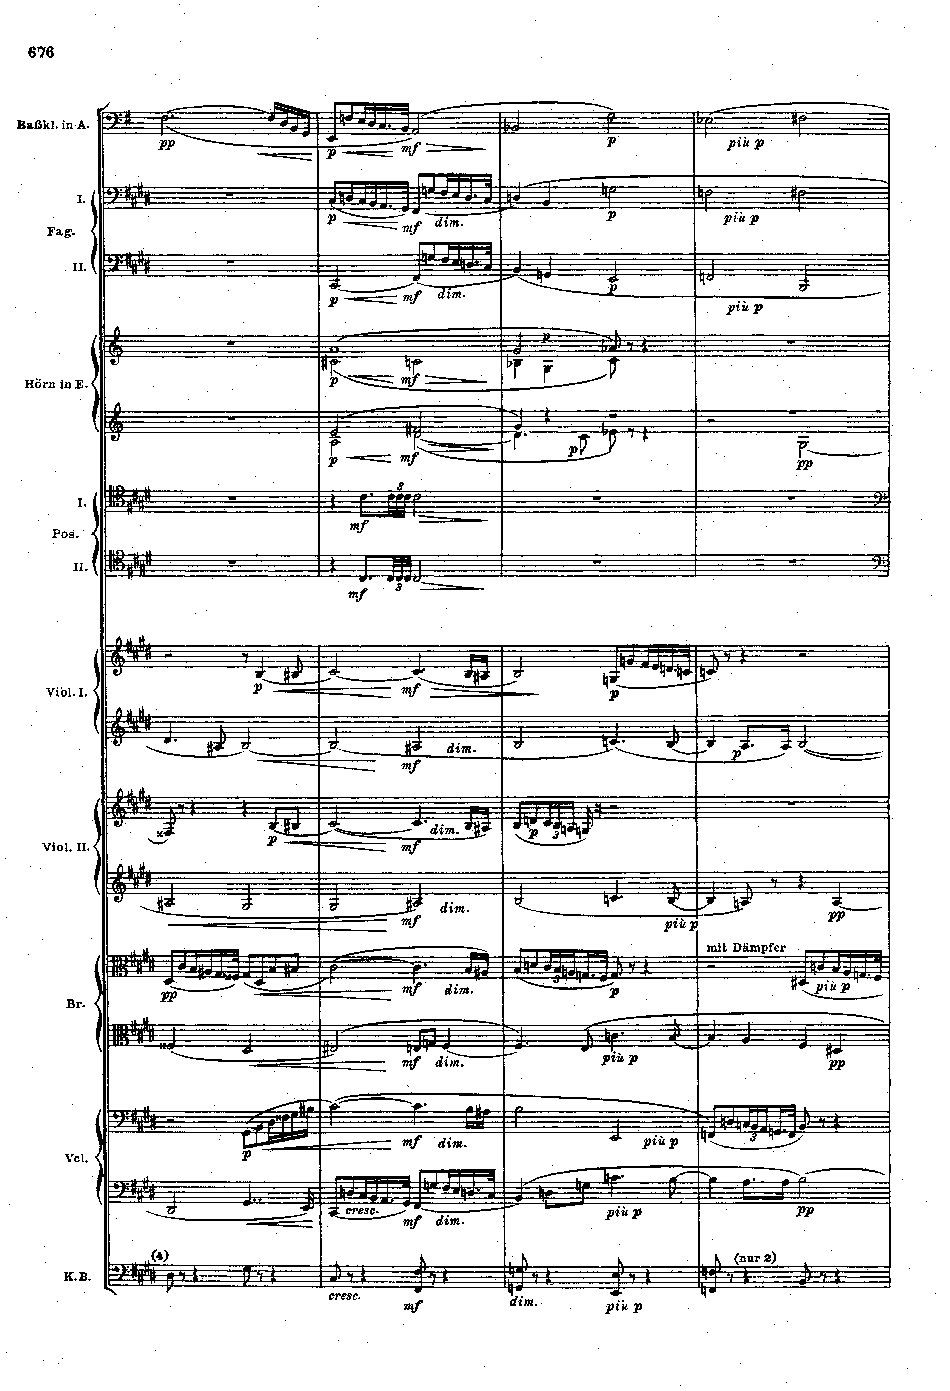 676
Baßkl. in A.
pp
p
mf
p
più p
I.
p
mf
dim.
p
più p
Fag.
II.
p
mf
dim.
p
più p
p
Hörn in E.
p
mf
p
mf
p
pp
I.
3
mf
Pos.
II.
mf
3
Viol. I.
p
mf
p
dim.
mf
p
Viol. II.
p
mf
dim.
p
3
mf
dim.
più p
pp
mit Dämpfer
Br.
pp
mf
dim.
3
p
più p
mf
dim.
più p
pp
Vcl.
p
mf
dim.
più p
3
cresc.
mf
dim.
più p
pp
(4)
(nur 2)
K.B.
cresc.
mf
dim.
più p